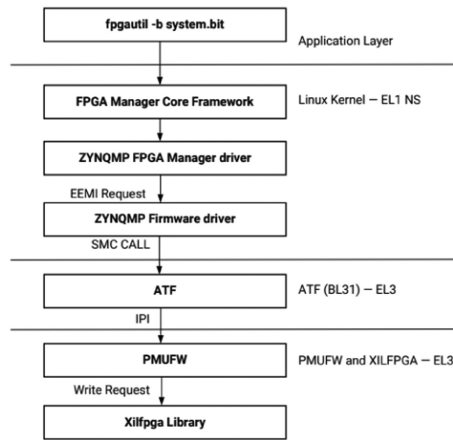 fpgautil -b system.bit
Application Layer
FPGA Manager Core Framework
Linux Kernel — EL1 NS
ZYNQMP FPGA Manager driver
EEMI Request
ZYNQMP Firmware driver
SMC CALL
ATF
ATF (BL31) — EL3
IPI
PMUFW
PMUFW and XILFPGA — EL3
Write Request
Xilfpga Library